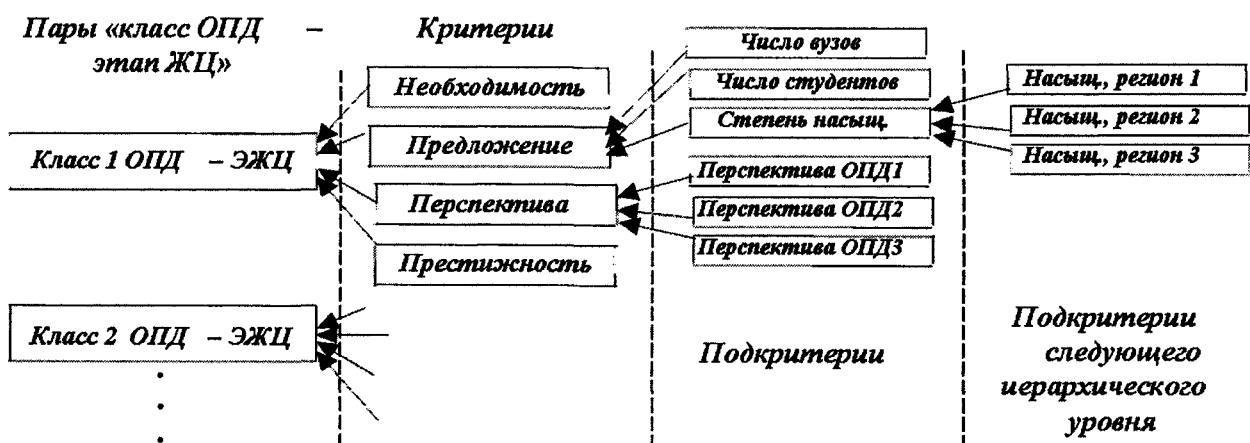 Пары «класс ОПД –
этап ЖЦ»
Класс 1 ОПД – ЭЖЦ
Класс 2 ОПД – ЭЖЦ
Критерии
Необходимость
Предложение
Перспектива
Престижность
Число вузов
Число студентов
Степень насыщ.
Перспектива ОПД1
Перспектива ОПД2
Перспектива ОПД3
Подкритерии
Насыщ., регион 1
Насыщ., регион 2
Насыщ., регион 3
Подкритерии
следующего
иерархического
уровня